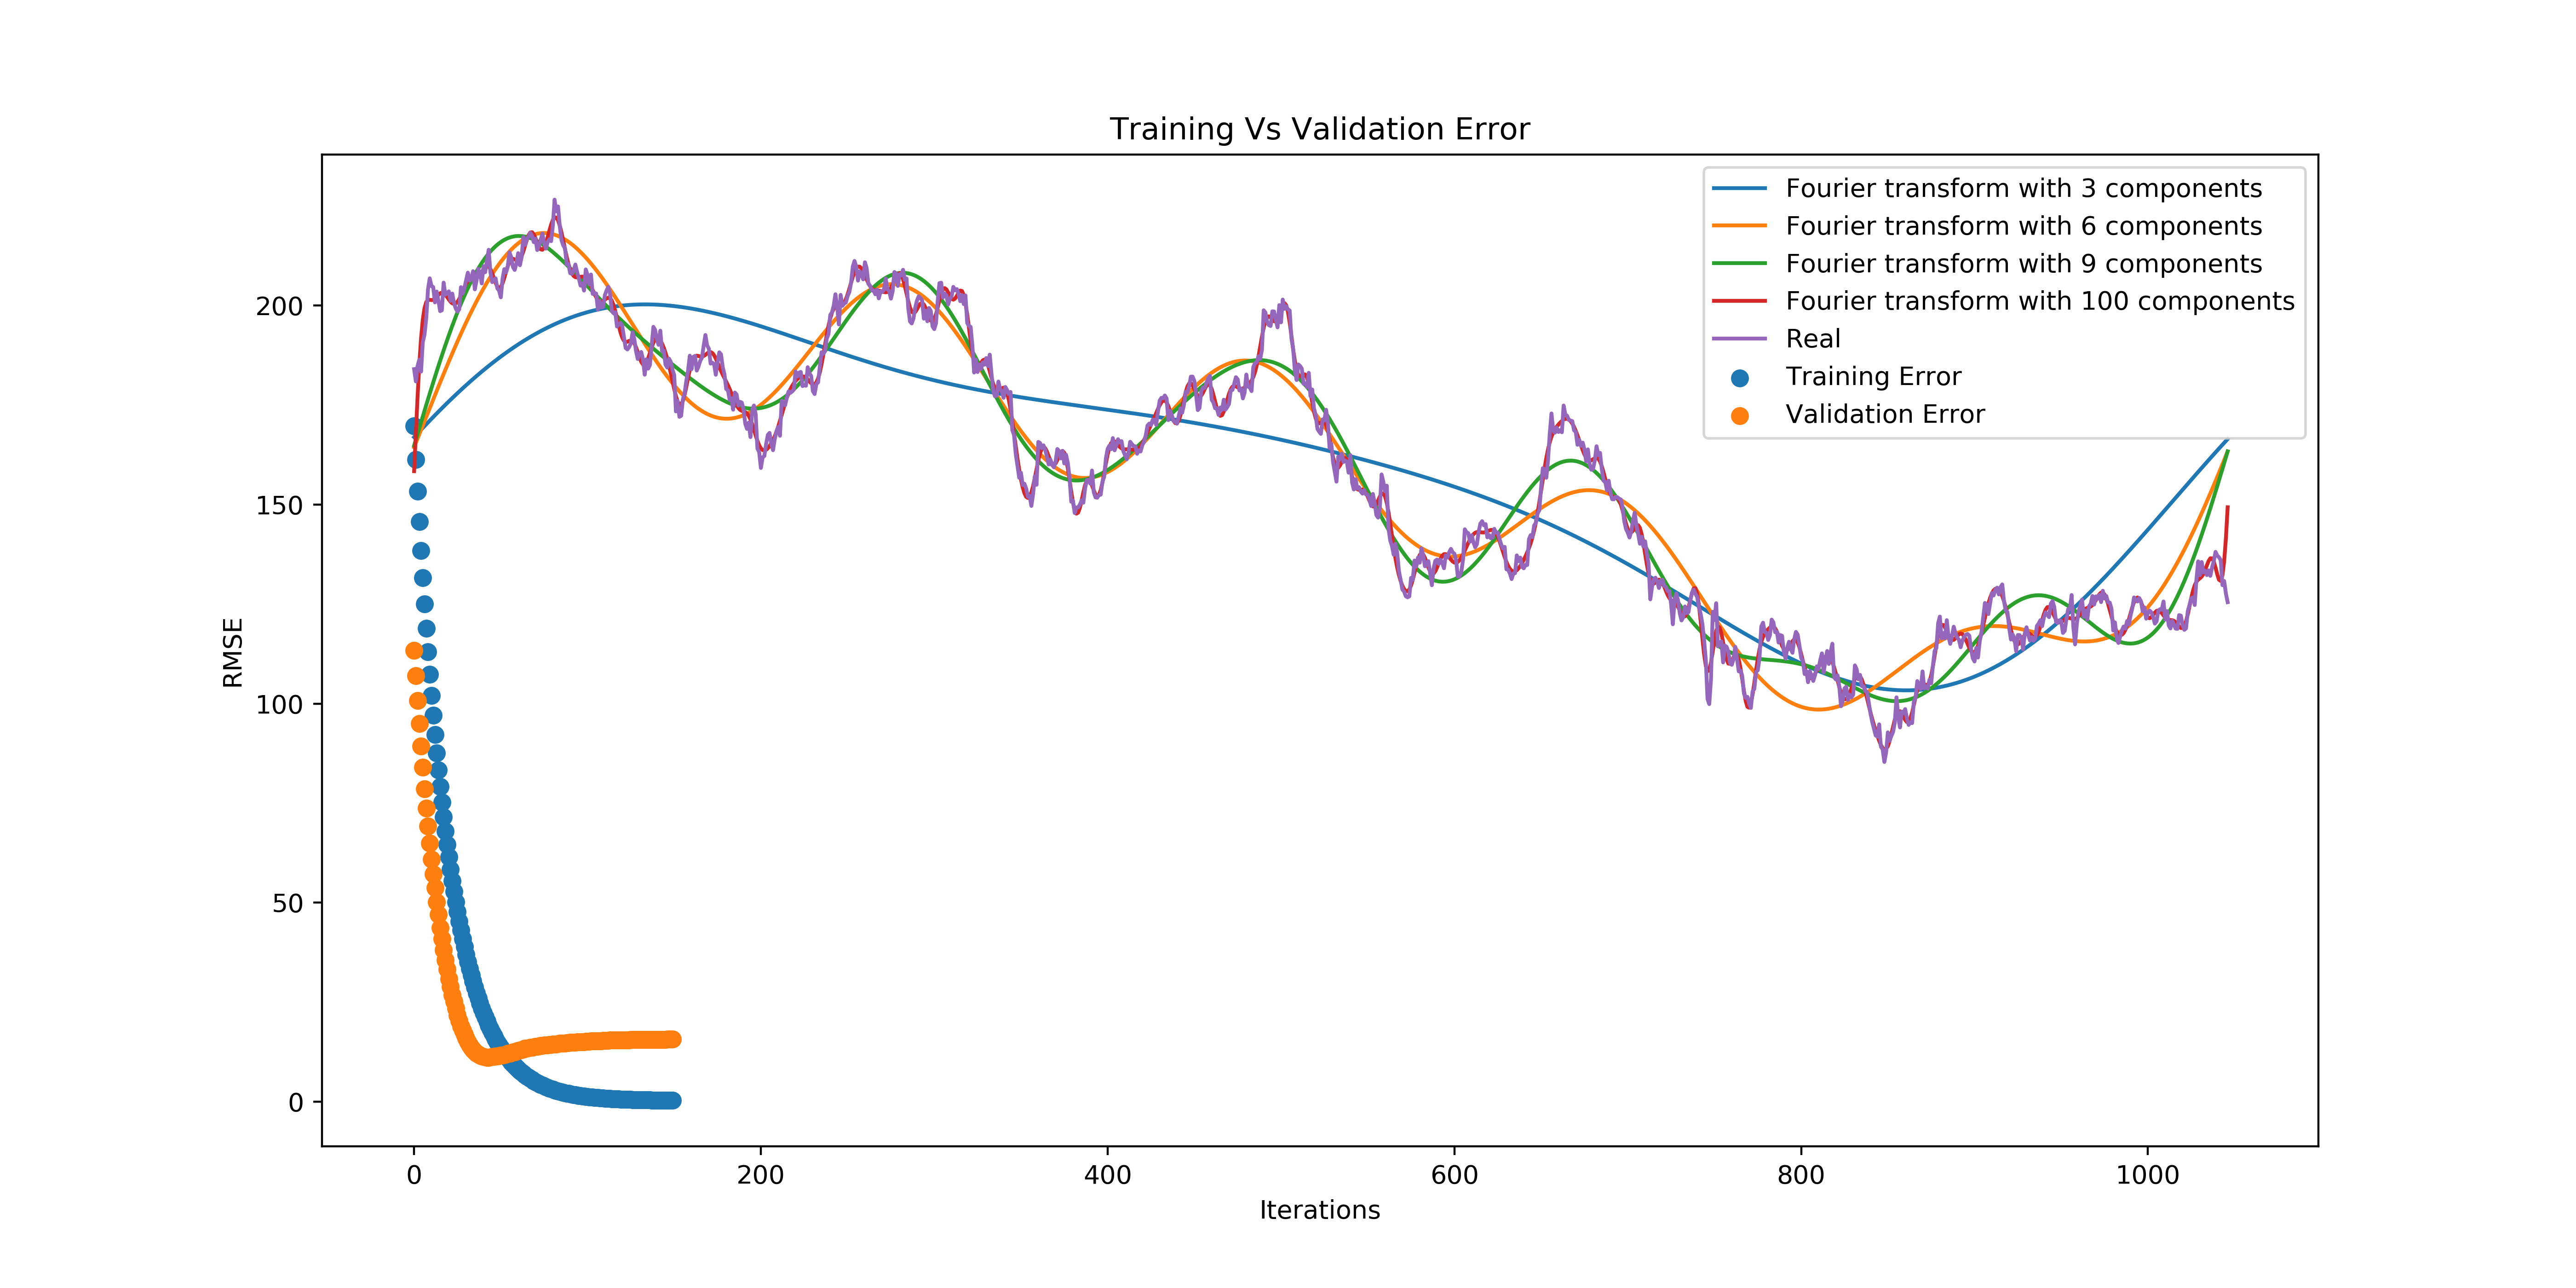 Training Vs Validation Error
Fourier transform with 3 components
Fourier transform with 6 components
Fourier transform with 9 components
Fourier transform with 100 components
Real
Training Error
Validation Error
RMSE
200
150
100
50
0
0
200
400
600
800
1000
Iterations